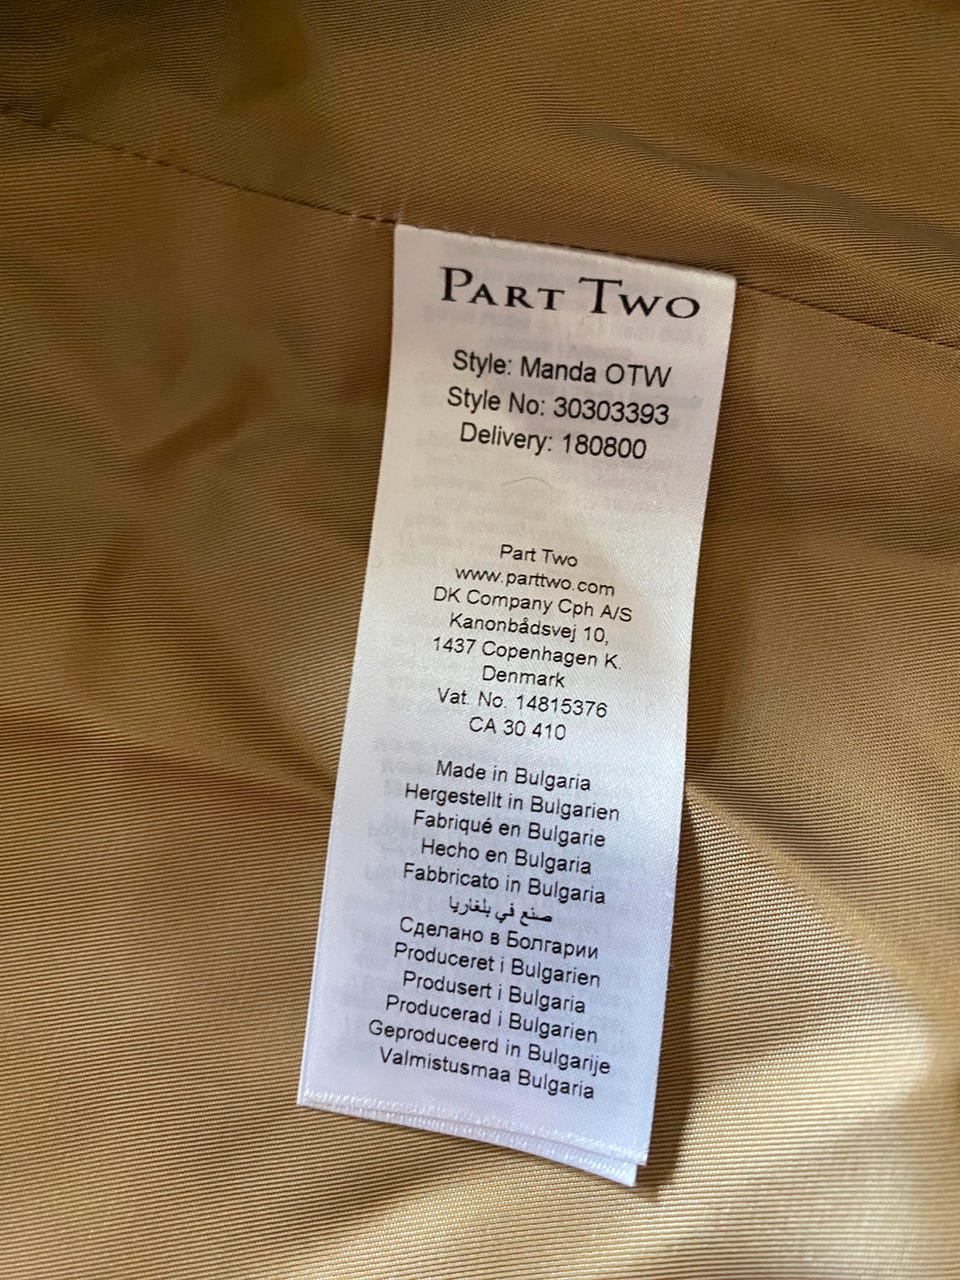 PART TWO
Style: Manda OTW
Style No: 30303393
Delivery: 180800
Part Two
www.parttwo.com
DK Company Cph A/S
Kanonbådsvej 10,
1437 Copenhagen K.
Denmark
Vat. No. 14815376
CA 30 410
Made in Bulgaria
Hergestellt in Bulgarien
Fabriqué en Bulgarie
Hecho en Bulgaria
Fabbricato in Bulgaria
صنع في بلغاريا
Сделано в Болгарии
Produceret i Bulgarien
Produsert i Bulgaria
Producerad i Bulgarien
Geproduceerd in Bulgarije
Valmistusmaa Bulgaria